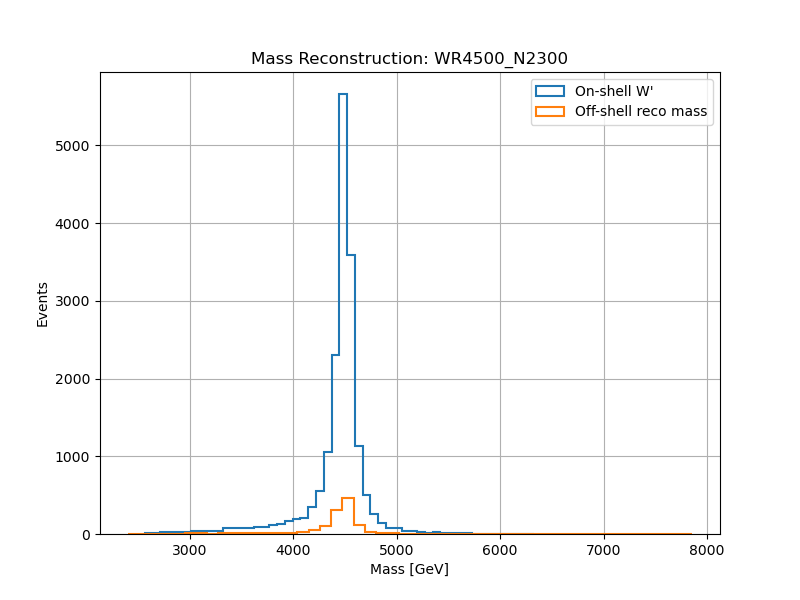 Mass Reconstruction: WR4500_N2300
On-shell W'
Off-shell reco mass
Events
5000
4000
3000
2000
1000
0
3000 4000 5000 6000 7000 8000
Mass [GeV]